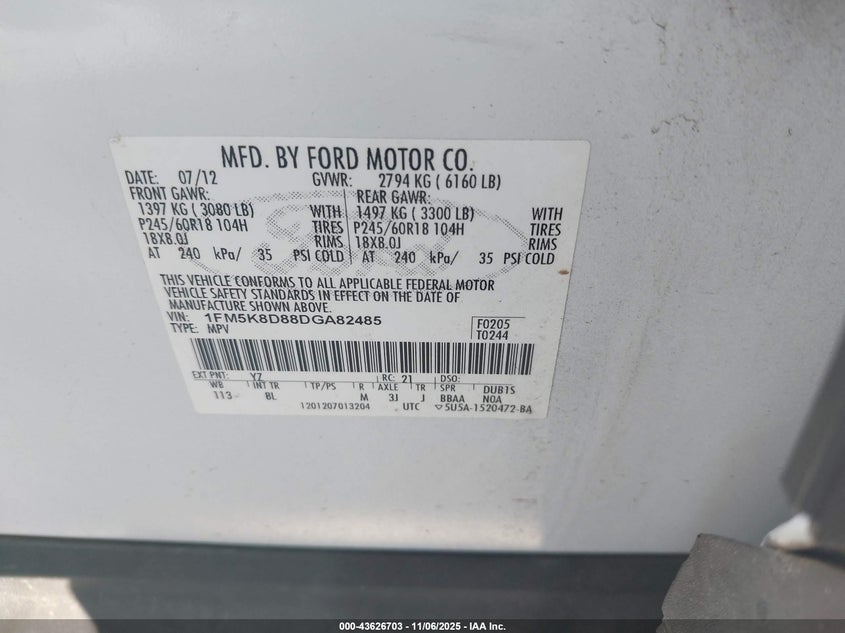 MFD. BY FORD MOTOR CO.
DATE: 07/12 GVWR: 2794 KG ( 6160 LB)
FRONT GAWR: REAR GAWR:
1397 KG ( 3080 LB) WITH 1497 KG ( 3300 LB) WITH
P245/60R18 104H TIRES P245/60R18 104H TIRES
18X8.0J RIMS 18X8.0J RIMS
AT 240 kPa/ 35 PSI COLD AT 240 kPa/ 35 PSI COLD
THIS VEHICLE CONFORMS TO ALL APPLICABLE FEDERAL MOTOR
VEHICLE SAFETY STANDARDS IN EFFECT ON THE DATE OF
MANUFACTURE SHOWN ABOVE.
VIN: 1FM5K8D88DGA82485 F0205
TYPE: MPV T0244
EXT PNT: YZ RC: 21 DSO:
WB INT TR TP/PS R AXLE TR SPR DUB1S
113 BL M 3J J BBAA N0A
1201207013204 UTC ▽5U5A-1520472-BA
000-43626703 - 11/06/2025 - IAA Inc.